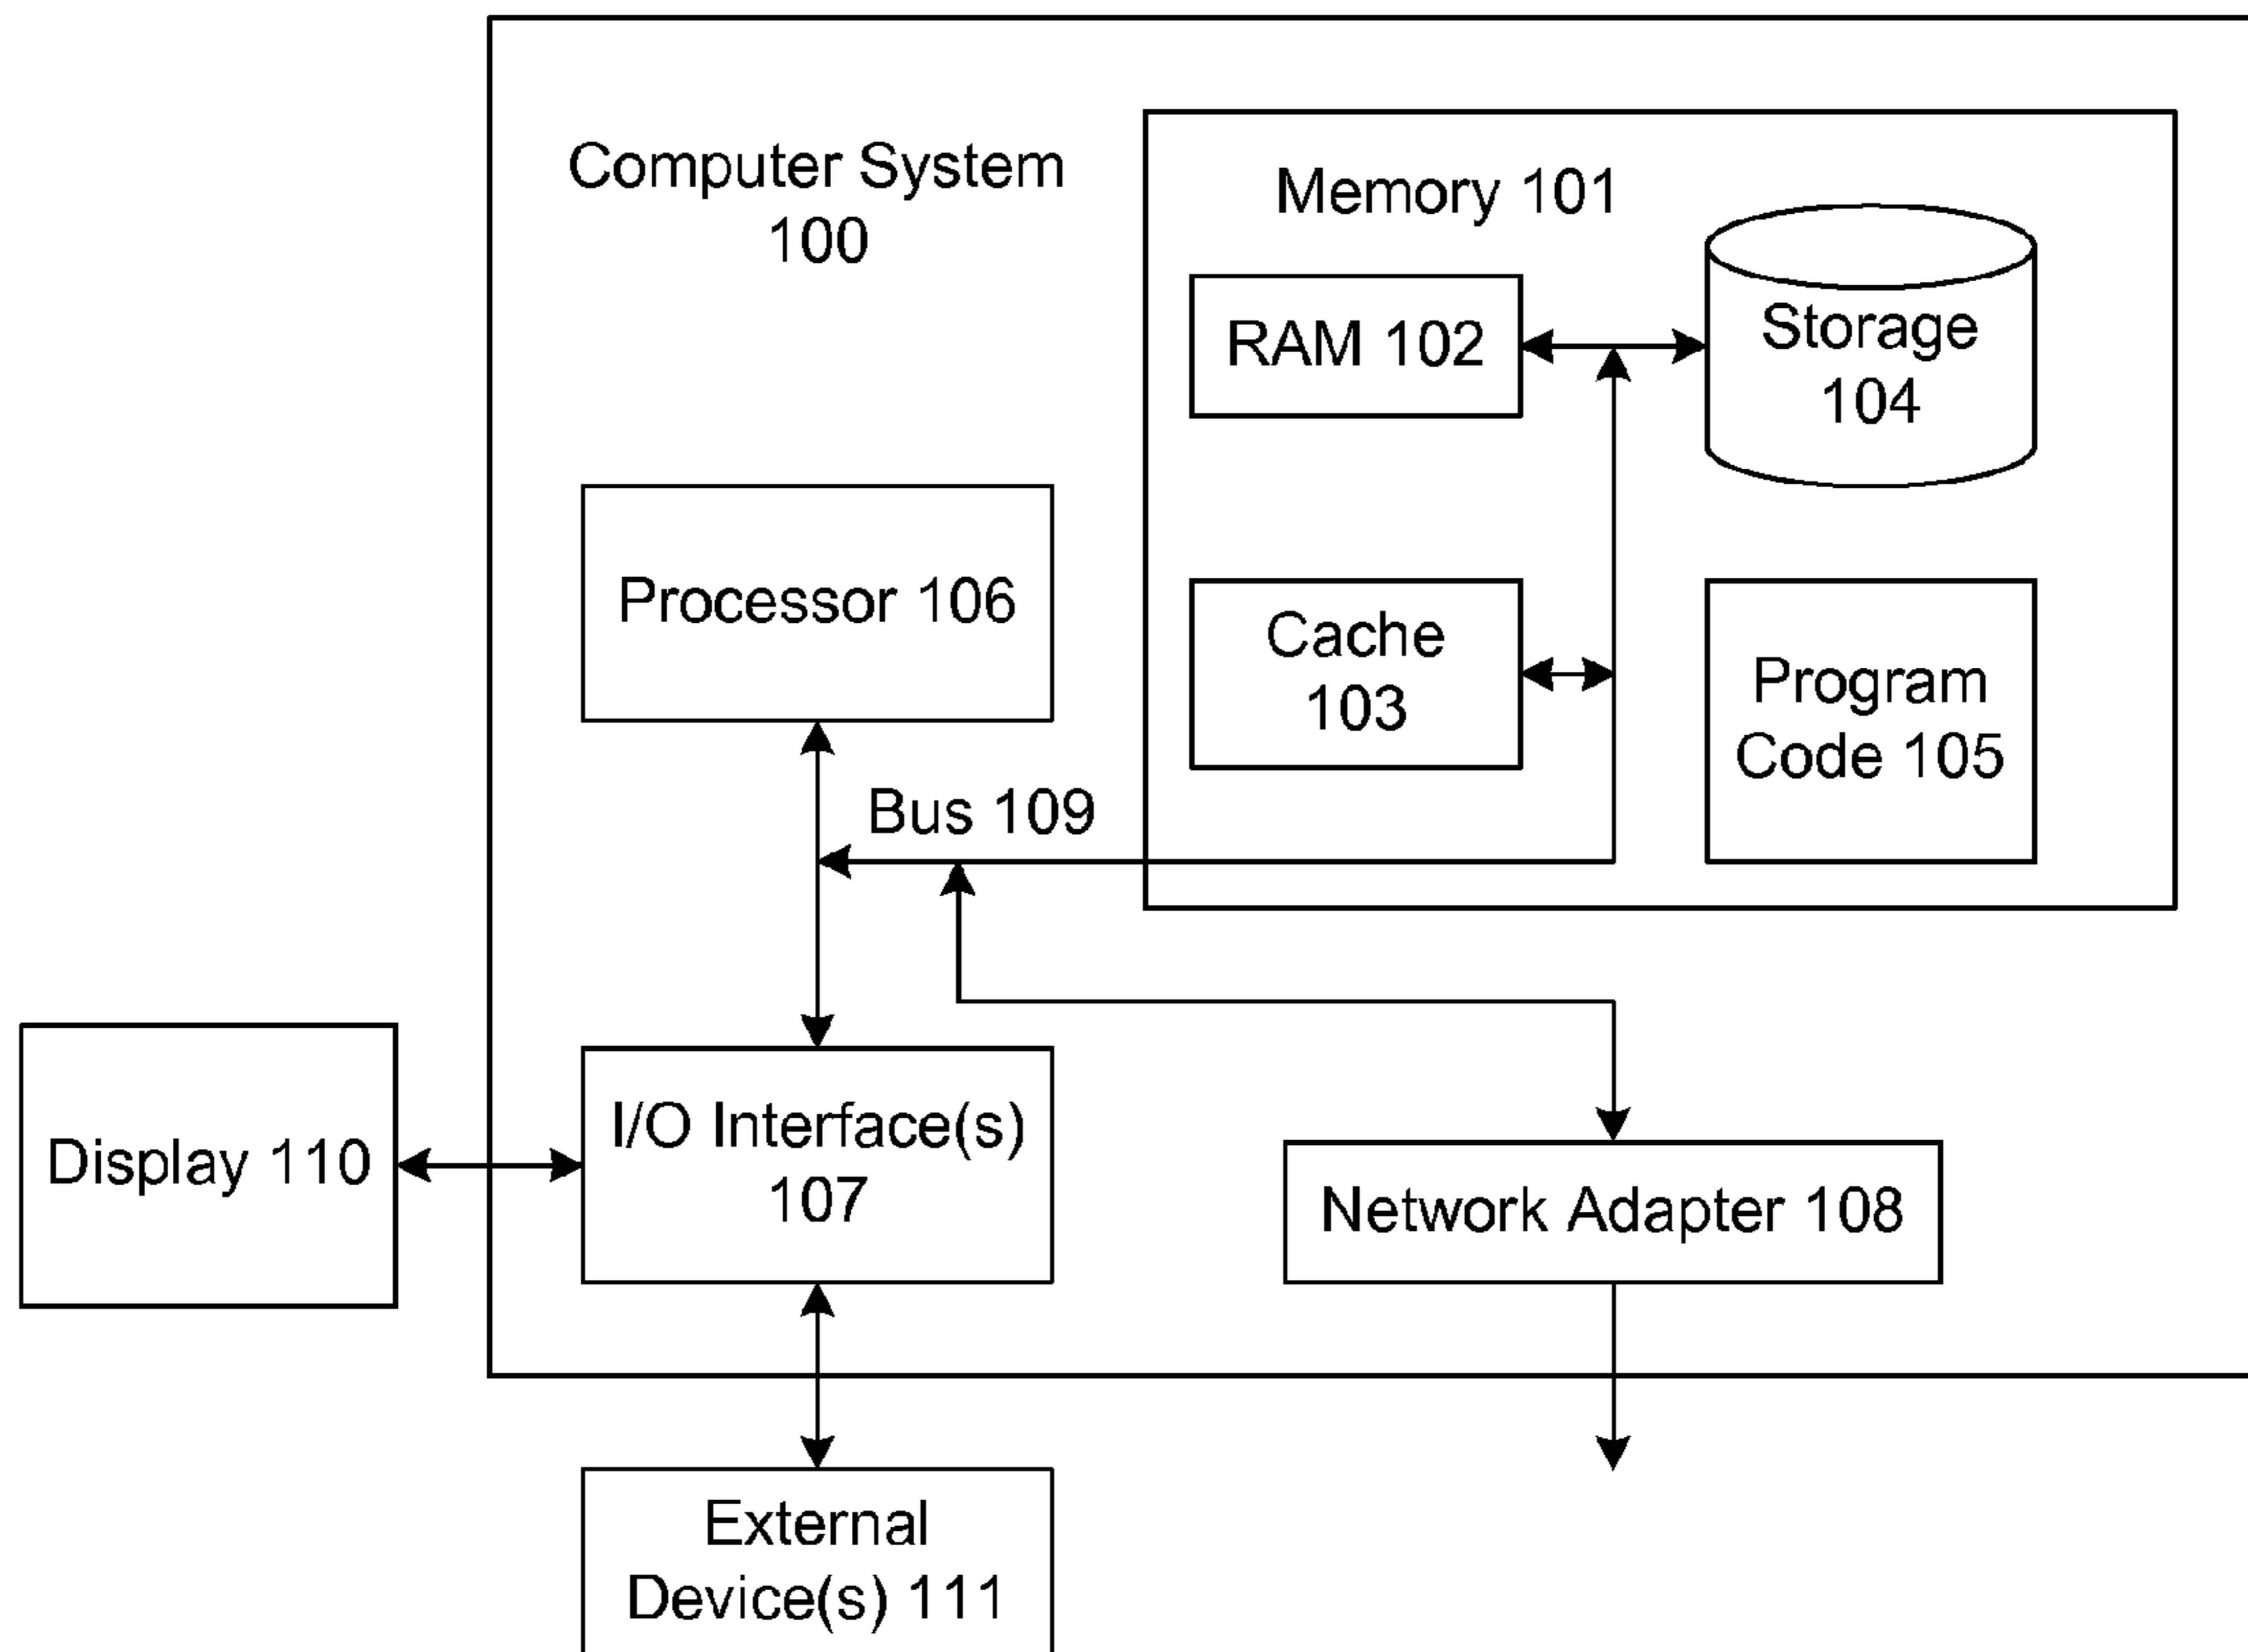 Computer System
100
Memory 101
RAM 102
Storage
104
Processor 106
Cache
103
Program
Code 105
Bus 109
Display 110
I/O Interface(s)
107
Network Adapter 108
External
Device(s) 111